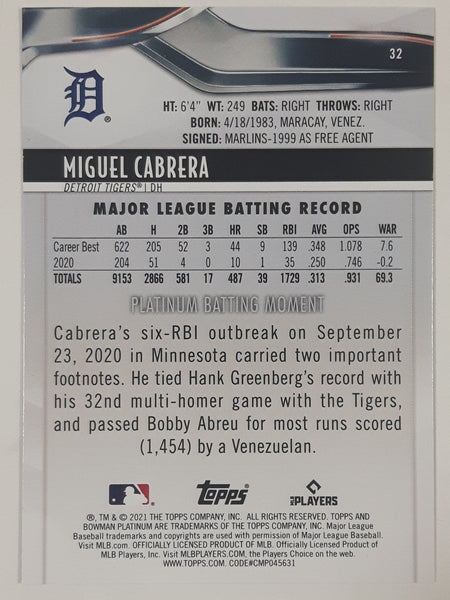 32
D
®
HT: 6'4" WT: 249 BATS: RIGHT THROWS: RIGHT
BORN: 4/18/1983, MARACAY, VENEZ.
SIGNED: MARLINS-1999 AS FREE AGENT
MIGUEL CABRERA
DETROIT TIGERS® | DH
MAJOR LEAGUE BATTING RECORD
AB H 2B 3B HR SB RBI AVG OPS WAR
Career Best 622 205 52 3 44 9 139 .348 1.078 7.6
2020 204 51 4 0 10 1 35 .250 .746 -0.2
TOTALS 9153 2866 581 17 487 39 1729 .313 .931 69.3
PLATINUM BATTING MOMENT
Cabrera's six-RBI outbreak on September
23, 2020 in Minnesota carried two important
footnotes. He tied Hank Greenberg's record with
his 32nd multi-homer game with the Tigers,
and passed Bobby Abreu for most runs scored
(1,454) by a Venezuelan.
topps
MLB PLAYERS
®, TM & © 2021 THE TOPPS COMPANY, INC. ALL RIGHTS RESERVED. TOPPS AND
BOWMAN PLATINUM ARE TRADEMARKS OF THE TOPPS COMPANY, INC. Major League
Baseball trademarks and copyrights are used with permission of Major League Baseball.
Visit MLB.com. OFFICIALLY LICENSED PRODUCT OF MLB. Officially Licensed Product of
MLB Players, Inc. Visit MLBPLAYERS.com, the Players Choice on the web.
WWW.TOPPS.COM. CODE#CMP045631